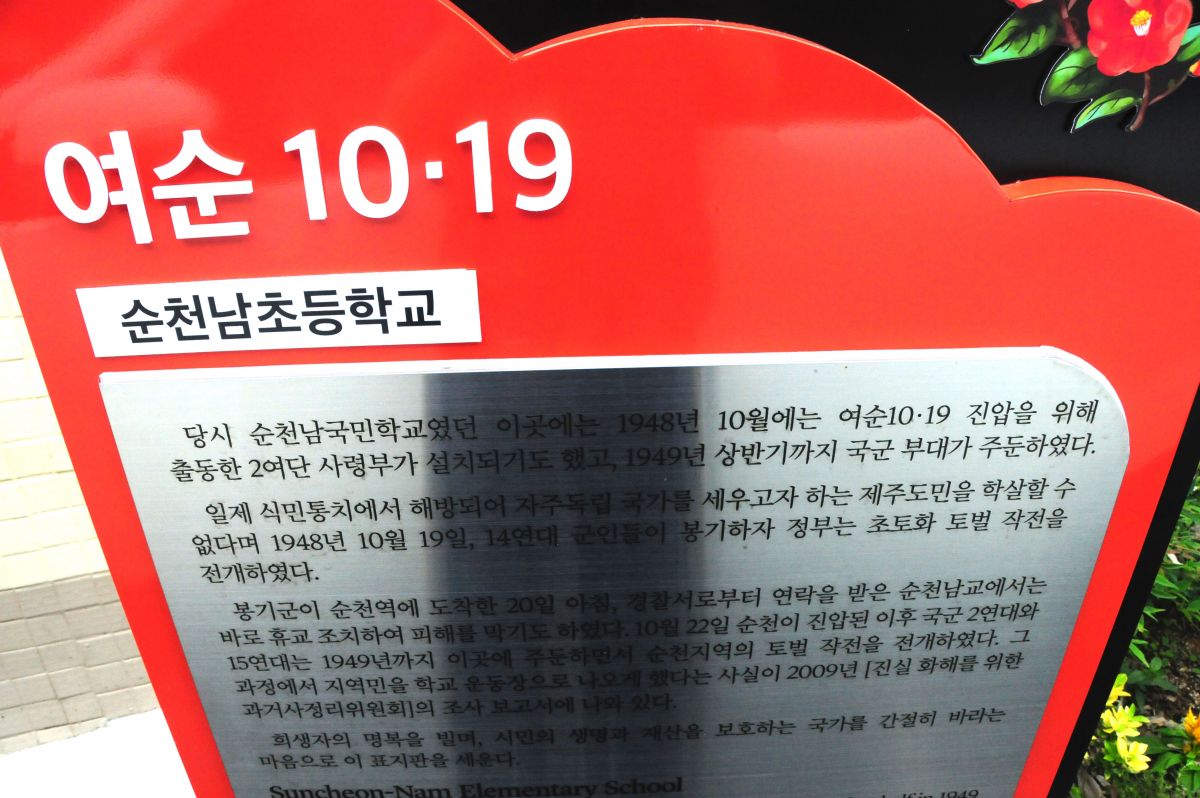 여순 10·19
순천남초등학교
당시 순천남국민학교였던 이곳에는 1948년 10월에는 여순10·19 진압을 위해
출동한 2여단 사령부가 설치되기도 했고, 1949년 상반기까지 국군 부대가 주둔하였다.
일제 식민통치에서 해방되어 자주독립 국가를 세우고자 하는 제주도민을 학살할 수
없다며 1948년 10월 19일, 14연대 군인들이 봉기하자 정부는 초토화 토벌 작전을
전개하였다.
봉기군이 순천역에 도착한 20일 아침, 경찰서로부터 연락을 받은 순천남교에서는
바로 휴교 조치하여 피해를 막기도 하였다. 10월 22일 순천이 진압된 이후 국군 2연대와
15연대는 1949년까지 이곳에 주둔하면서 순천지역의 토벌 작전을 전개하였다. 그
과정에서 지역민을 학교 운동장으로 나오게 했다는 사실이 2009년 [진실 화해를 위한
과거사정리위원회]의 조사 보고서에 나와 있다.
희생자의 명복을 빌며, 시민의 생명과 재산을 보호하는 국가를 간절히 바라는
마음으로 이 표지판을 세운다.
Suncheon-Nam Elementary School
in 1949